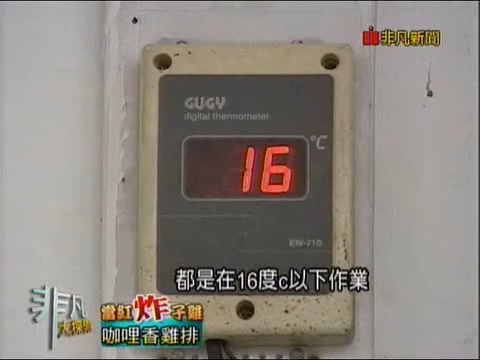 非凡新聞
GUGY
digital thermometer
°C
16
EW-710
都是在16度c以下作業
非凡
大探索
當紅炸子雞
咖哩香雞排